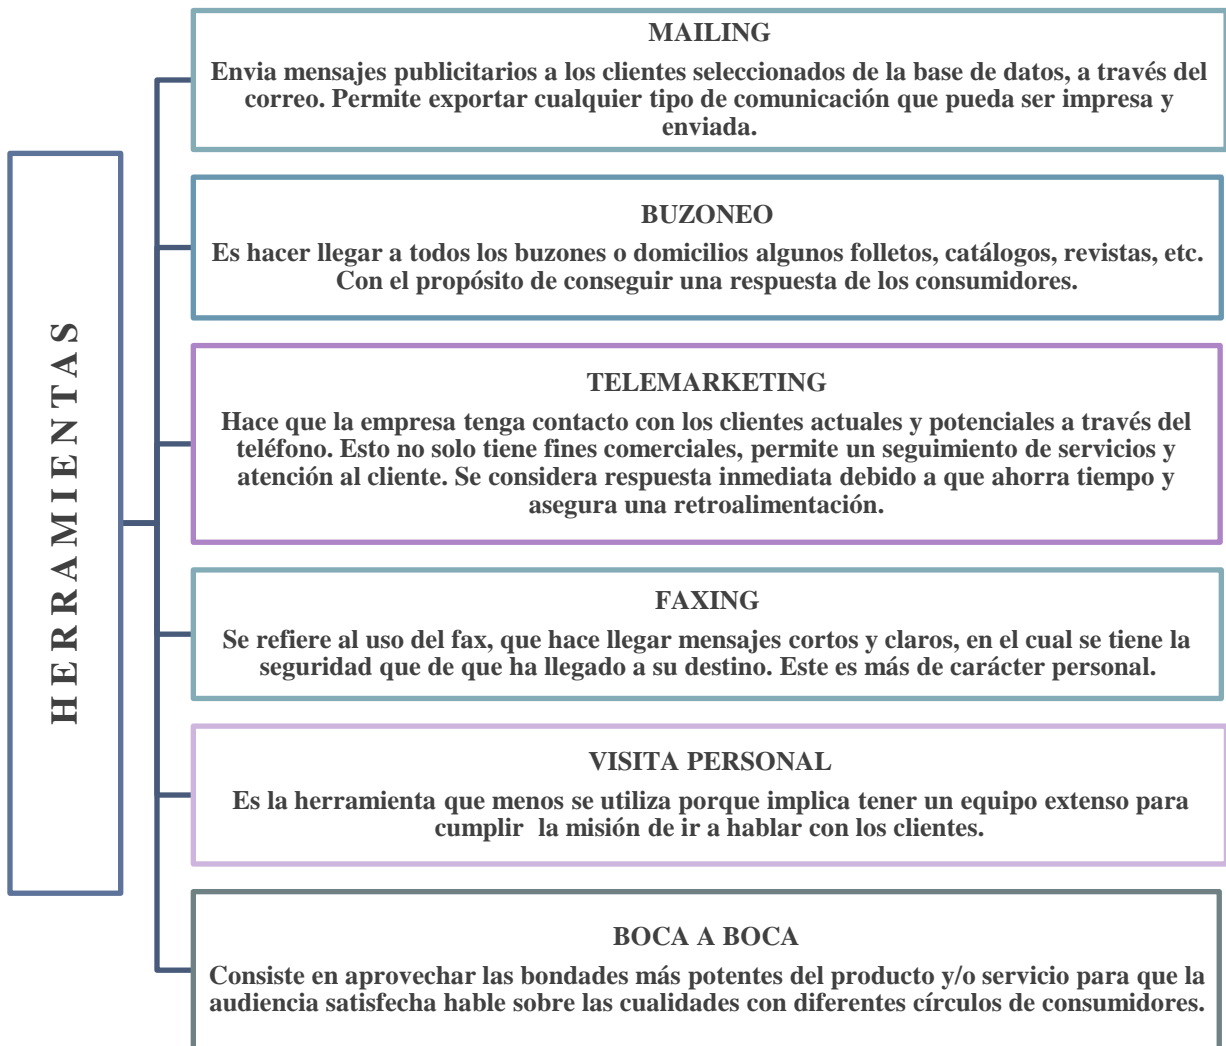 HERRAMIENTAS
MAILING
Envia mensajes publicitarios a los clientes seleccionados de la base de datos, a través del
correo. Permite exportar cualquier tipo de comunicación que pueda ser impresa y
enviada.
BUZONEO
Es hacer llegar a todos los buzones o domicilios algunos folletos, catálogos, revistas, etc.
Con el propósito de conseguir una respuesta de los consumidores.
TELEMARKETING
Hace que la empresa tenga contacto con los clientes actuales y potenciales a través del
teléfono. Esto no solo tiene fines comerciales, permite un seguimiento de servicios y
atención al cliente. Se considera respuesta inmediata debido a que ahorra tiempo y
asegura una retroalimentación.
FAXING
Se refiere al uso del fax, que hace llegar mensajes cortos y claros, en el cual se tiene la
seguridad que de que ha llegado a su destino. Este es más de carácter personal.
VISITA PERSONAL
Es la herramienta que menos se utiliza porque implica tener un equipo extenso para
cumplir la misión de ir a hablar con los clientes.
BOCA A BOCA
Consiste en aprovechar las bondades más potentes del producto y/o servicio para que la
audiencia satisfecha hable sobre las cualidades con diferentes círculos de consumidores.